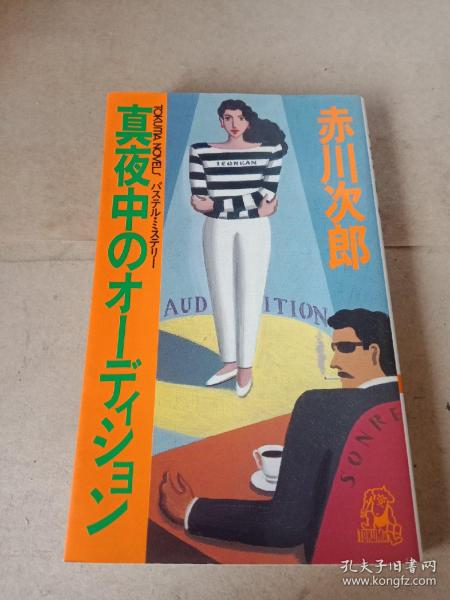 真夜中のオーディション
TOKUMA NOVELS
パステル・ミステリー
赤川次郎
AUDITION
SONRE
TOKUMA
孔夫子旧书网
www.kongfz.com